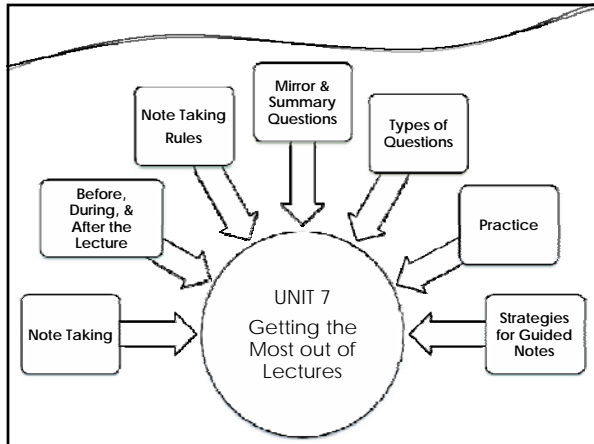 Mirror &
Summary
Questions
Note Taking
Rules
Types of
Questions
Before,
During, &
After the
Lecture
Practice
Note Taking
UNIT 7
Getting the
Most out of
Lectures
Strategies
for Guided
Notes